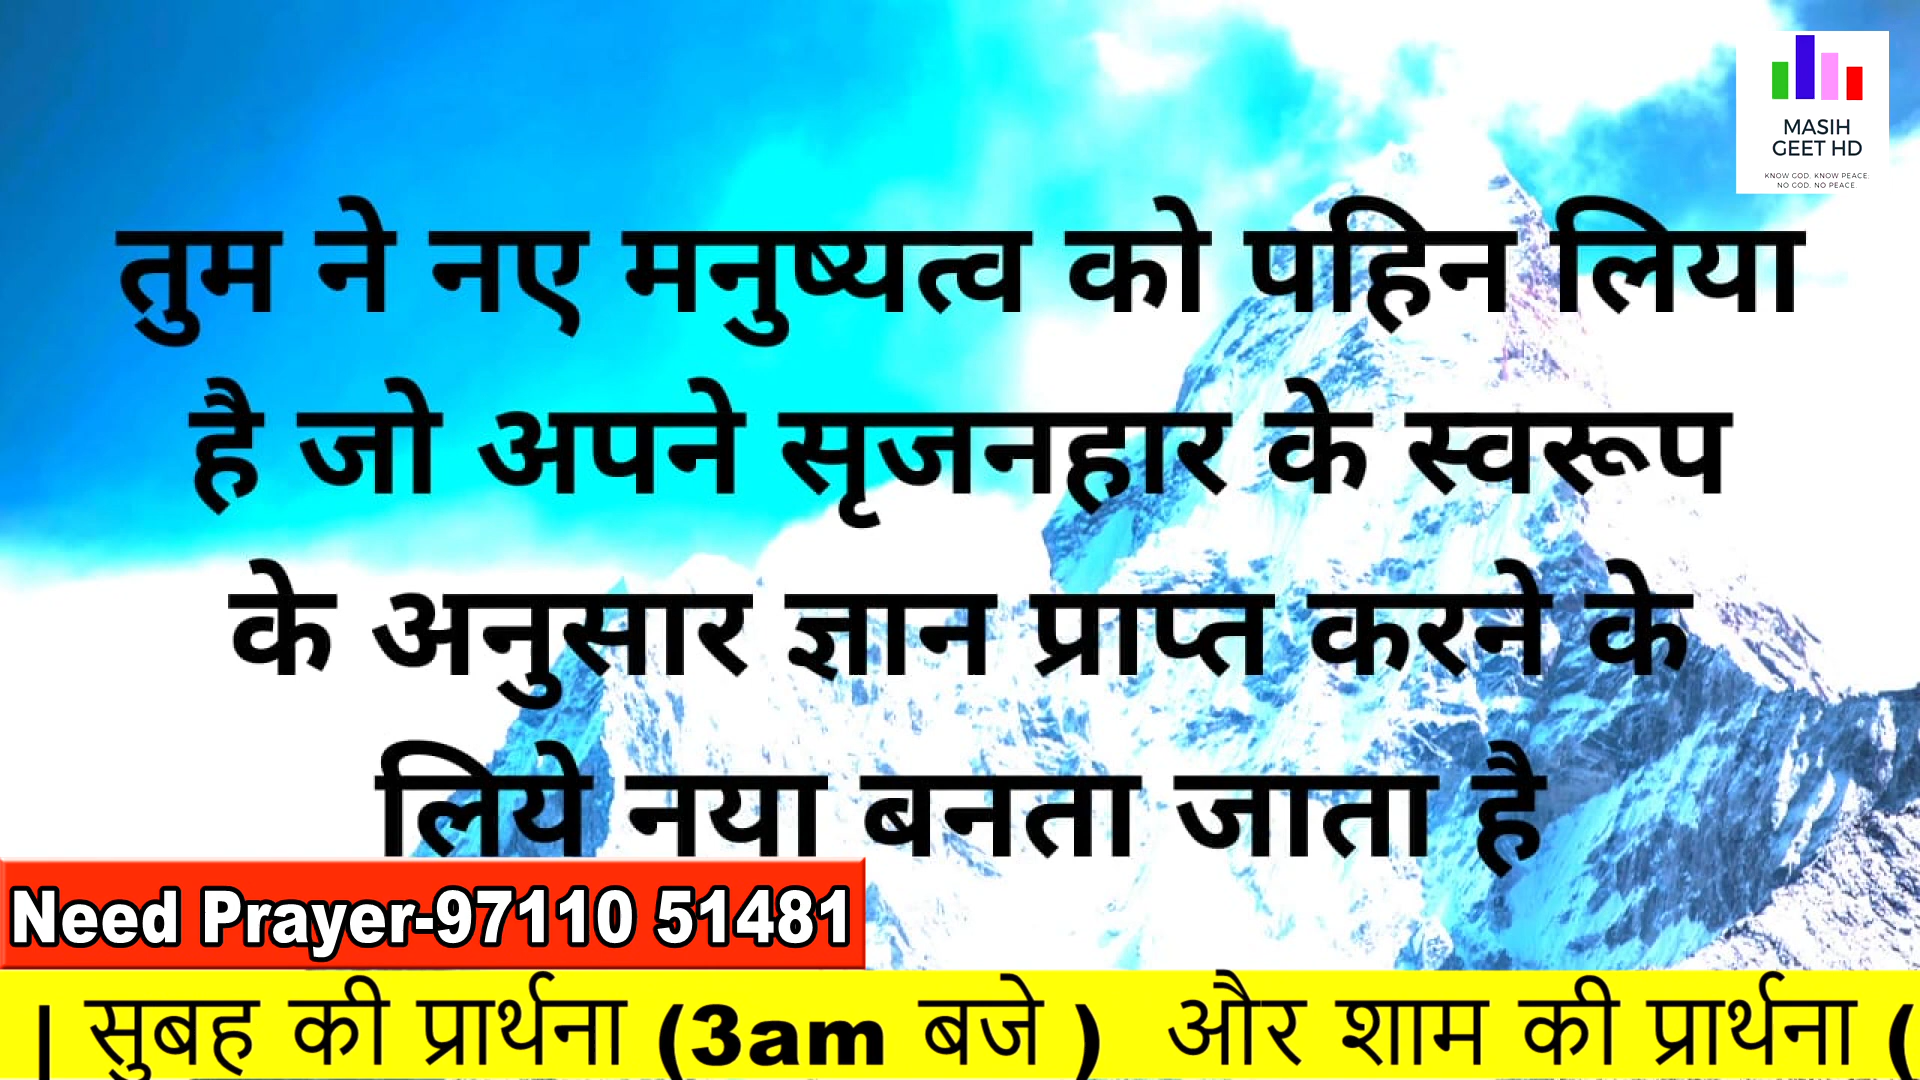 MASIH
GEET HD
KNOW GOD. KNOW PEACE.
NO GOD. NO PEACE.
तुम ने नए मनुष्यत्व को पहिन लिया
है जो अपने सृजनहार के स्वरूप
के अनुसार ज्ञान प्राप्त करने के
लिये नया बनता जाता है
Need Prayer-97110 51481
| सुबह की प्रार्थना (3am बजे ) और शाम की प्रार्थना (